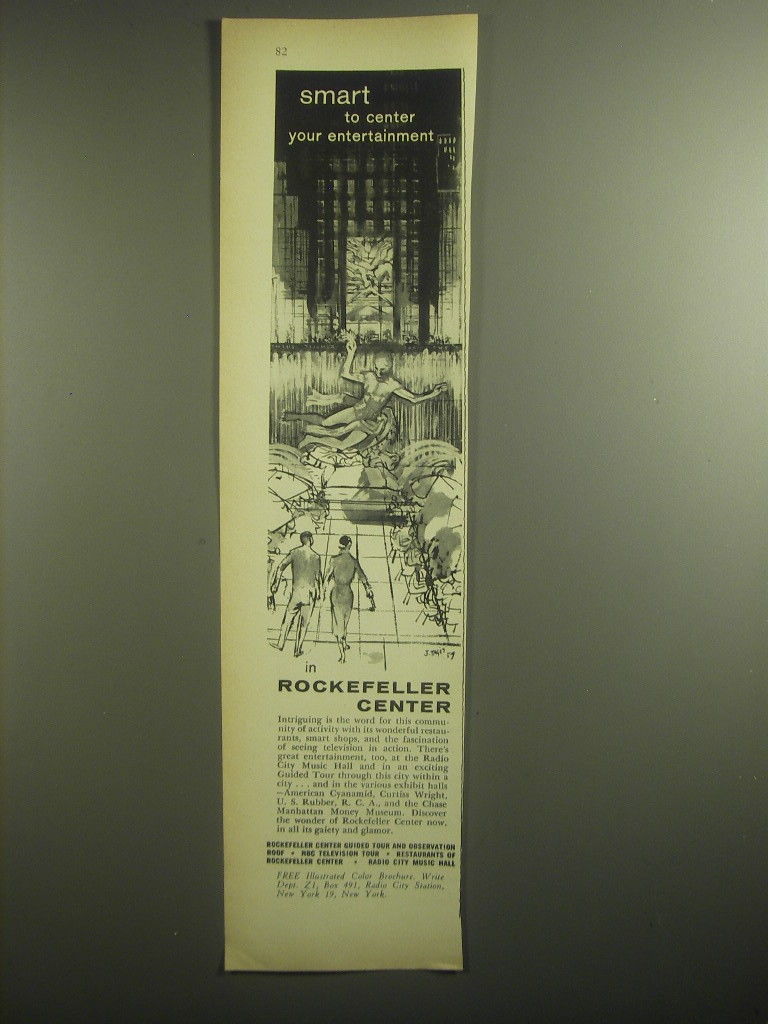 82
smart
to center
your entertainment
in
ROCKEFELLER
CENTER
Intriguing is the word for this commu-
nity of activity with its wonderful restau-
rants, smart shops, and the fascination
of seeing television in action. There's
great entertainment, too, at the Radio
City Music Hall and in an exciting
Guided Tour through this city within a
city . . . and in the various exhibit halls
—American Cyanamid, Curtiss Wright,
U. S. Rubber, R. C. A., and the Chase
Manhattan Money Museum. Discover
the wonder of Rockefeller Center now,
in all its gaiety and glamor.
ROCKEFELLER CENTER GUIDED TOUR AND OBSERVATION
ROOF • NBC TELEVISION TOUR • RESTAURANTS OF
ROCKEFELLER CENTER • RADIO CITY MUSIC HALL
FREE Illustrated Color Brochure. Write
Dept. Z1, Box 491, Radio City Station,
New York 19, New York.